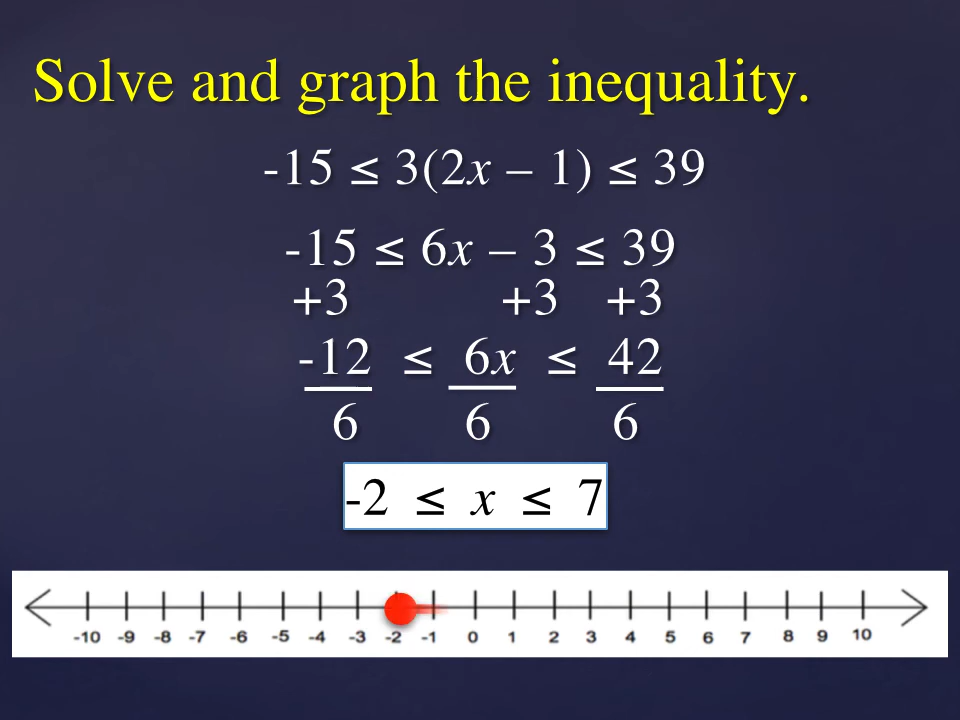 Solve and graph the inequality.
-15 ≤ 3(2x – 1) ≤ 39
-15 ≤ 6x – 3 ≤ 39
+3 +3 +3
-12 ≤ 6x ≤ 42
6 6 6
-2 ≤ x ≤ 7
-10 -9 -8 -7 -6 -5 -4 -3 -2 -1 0 1 2 3 4 5 6 7 8 9 10